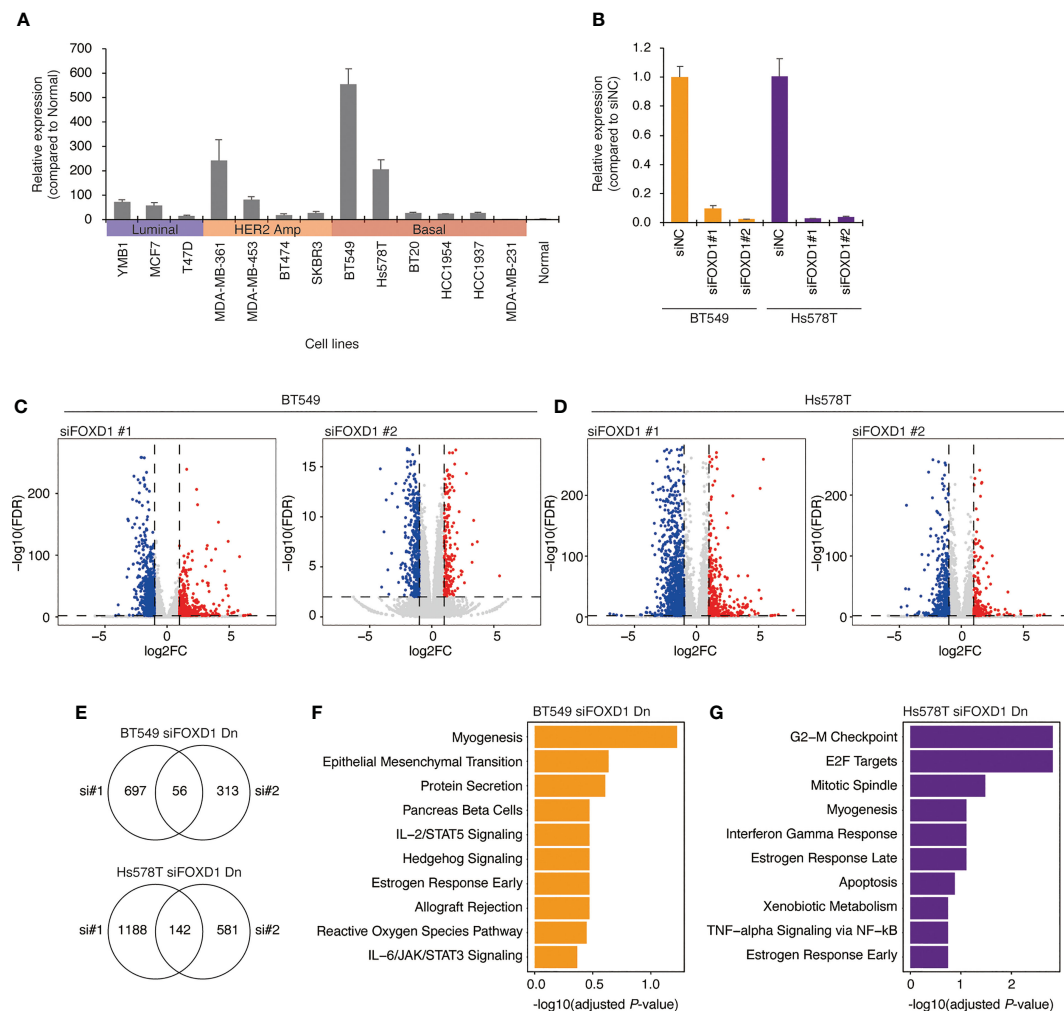 A
Relative expression
(compared to Normal)
700
600
500
400
300
200
100
0
Luminal
HER2 Amp
Basal
YMB1
MCF7
T47D
MDA-MB-361
MDA-MB-453
BT474
SKBR3
BT549
Hs578T
BT20
HCC1954
HCC1937
MDA-MB-231
Normal
Cell lines
B
Relative expression
(compared to siNC)
1.2
1.0
0.8
0.6
0.4
0.2
0.0
siNC
siFOXD1#1
siFOXD1#2
siNC
siFOXD1#1
siFOXD1#2
BT549
Hs578T
C
BT549
siFOXD1 #1
−log10(FDR)
200
100
0
−5
0
5
log2FC
siFOXD1 #2
−log10(FDR)
15
10
5
0
−5
0
5
log2FC
D
Hs578T
siFOXD1 #1
−log10(FDR)
200
100
0
−5
0
5
log2FC
siFOXD1 #2
−log10(FDR)
300
200
100
0
−5
0
5
log2FC
E
BT549 siFOXD1 Dn
si#1
697
56
313
si#2
Hs578T siFOXD1 Dn
si#1
1188
142
581
si#2
F
BT549 siFOXD1 Dn
Myogenesis
Epithelial Mesenchymal Transition
Protein Secretion
Pancreas Beta Cells
IL−2/STAT5 Signaling
Hedgehog Signaling
Estrogen Response Early
Allograft Rejection
Reactive Oxygen Species Pathway
IL−6/JAK/STAT3 Signaling
0.0
0.5
1.0
-log10(adjusted P-value)
G
Hs578T siFOXD1 Dn
G2−M Checkpoint
E2F Targets
Mitotic Spindle
Myogenesis
Interferon Gamma Response
Estrogen Response Late
Apoptosis
Xenobiotic Metabolism
TNF−alpha Signaling via NF−kB
Estrogen Response Early
0
1
2
-log10(adjusted P-value)